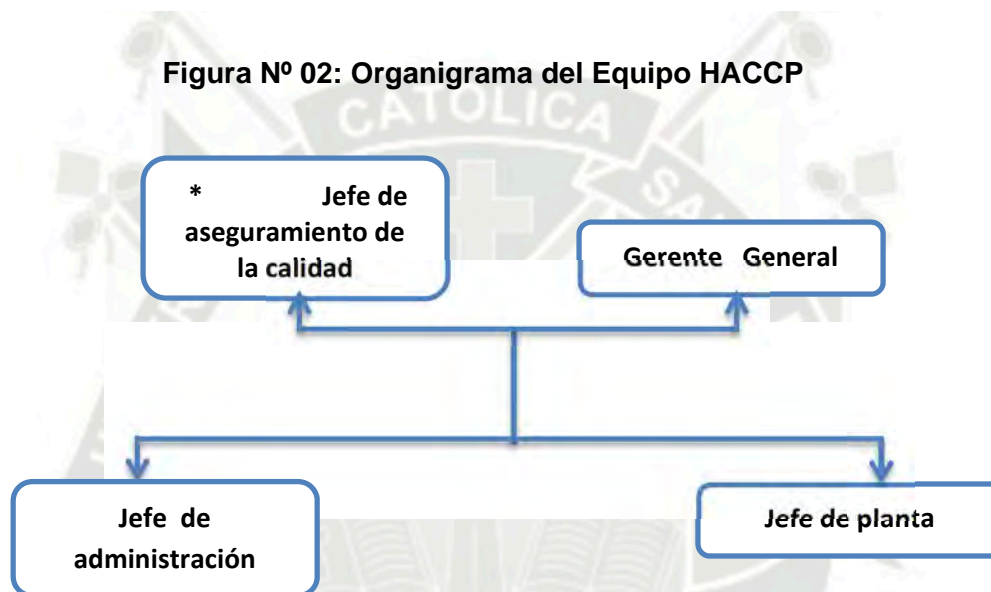 Figura Nº 02: Organigrama del Equipo HACCP
CATOLICA
* Jefe de
aseguramiento de
la calidad
Gerente General
Jefe de
administración
Jefe de planta